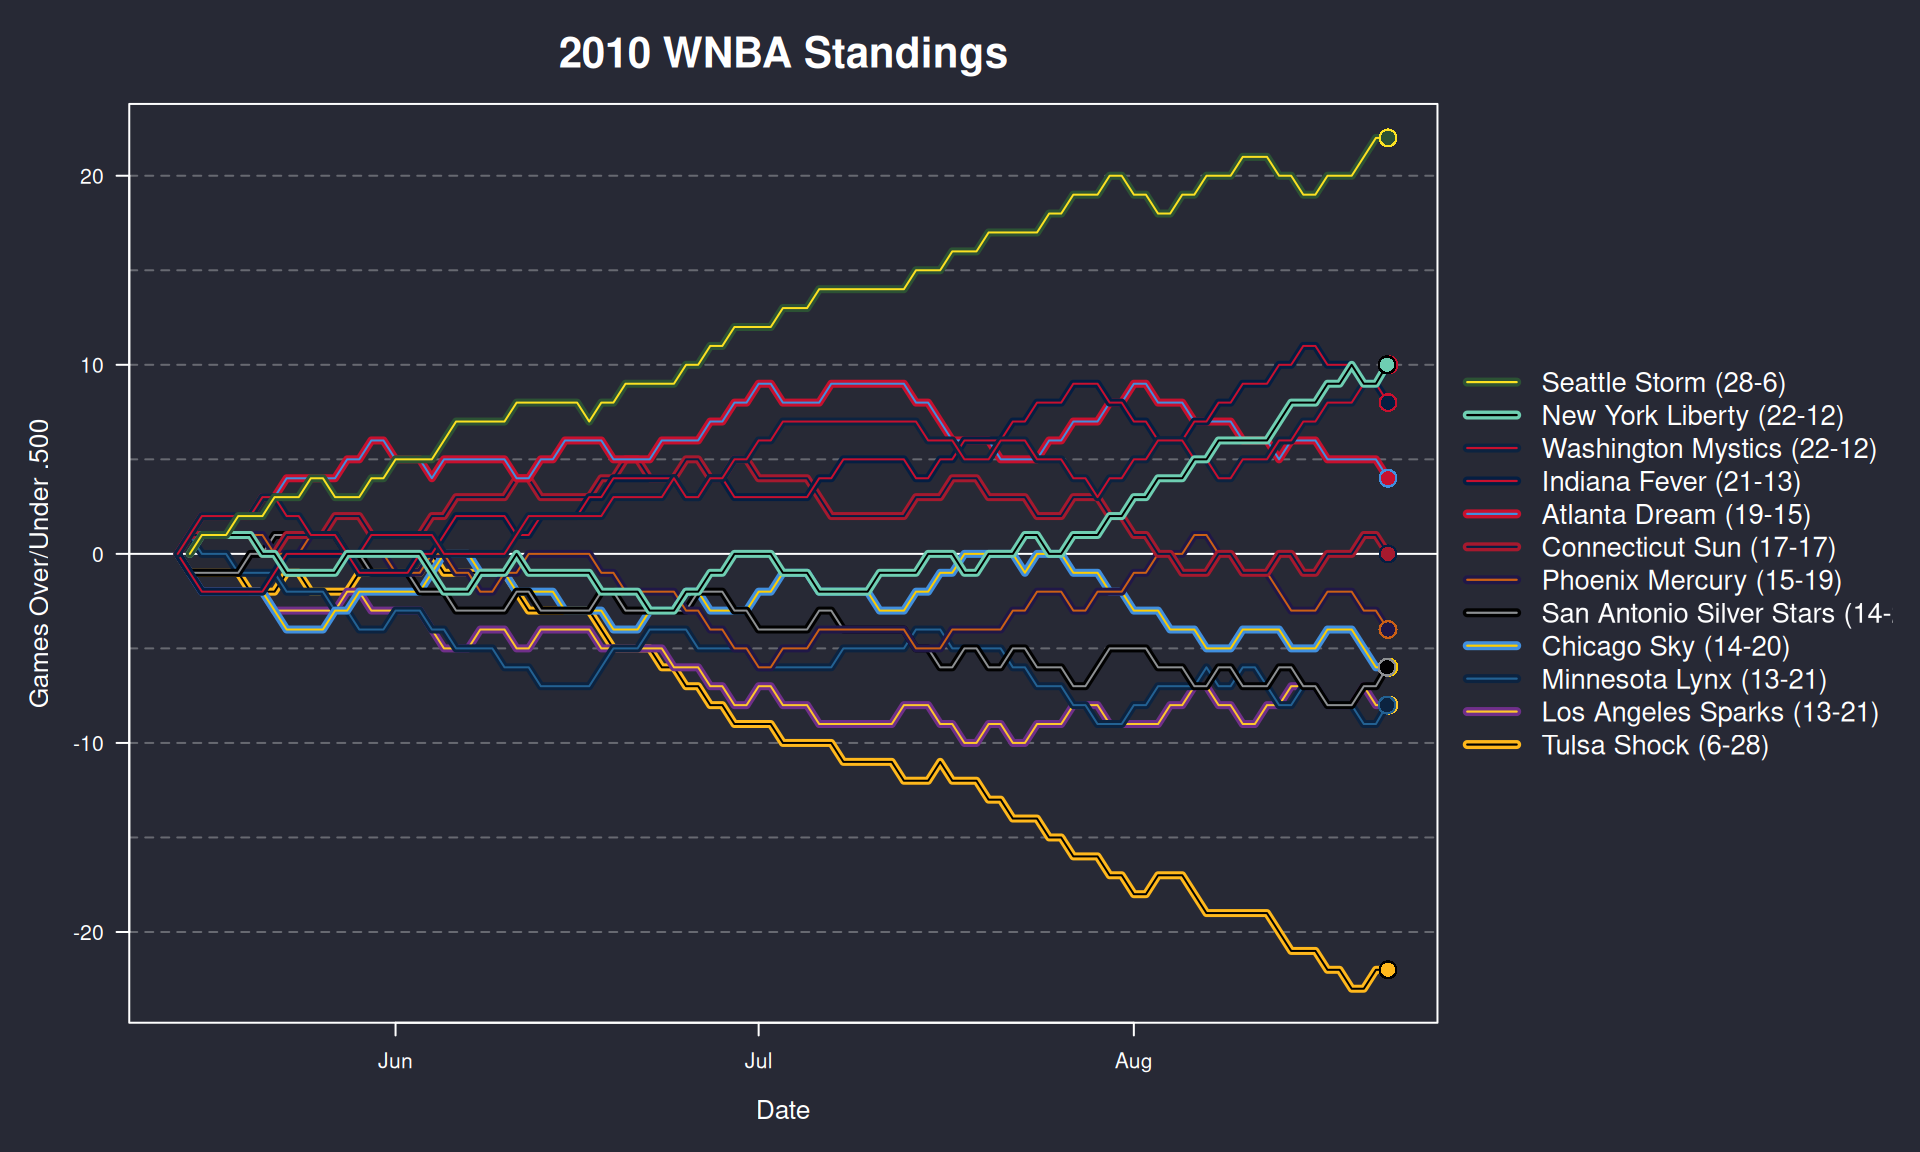 2010 WNBA Standings
Games Over/Under .500
20
10
0
-10
-20
Jun
Jul
Aug
Date
Seattle Storm (28-6)
New York Liberty (22-12)
Washington Mystics (22-12)
Indiana Fever (21-13)
Atlanta Dream (19-15)
Connecticut Sun (17-17)
Phoenix Mercury (15-19)
San Antonio Silver Stars (14-
Chicago Sky (14-20)
Minnesota Lynx (13-21)
Los Angeles Sparks (13-21)
Tulsa Shock (6-28)